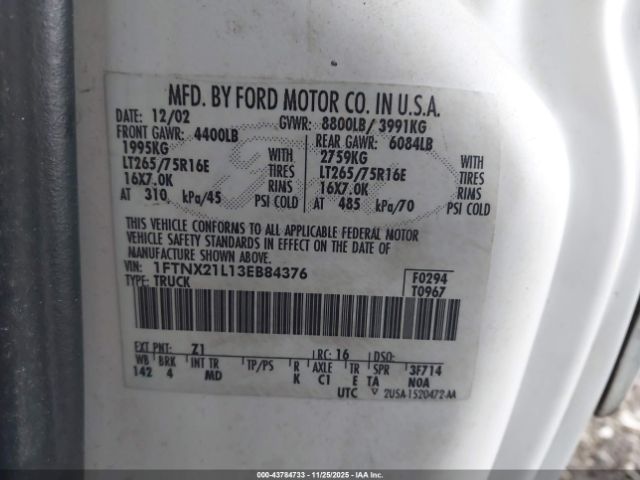 MFD. BY FORD MOTOR CO. IN U.S.A.
DATE: 12/02 GVWR: 8800LB/ 3991KG
FRONT GAWR: 4400LB REAR GAWR: 6084LB
1995KG WITH 2759KG WITH
LT265/75R16E TIRES LT265/75R16E TIRES
16X7.0K RIMS 16X7.0K RIMS
AT 310 kPa/45 PSI COLD AT 485 kPa/70 PSI COLD
THIS VEHICLE CONFORMS TO ALL APPLICABLE FEDERAL MOTOR
VEHICLE SAFETY STANDARDS IN EFFECT ON THE DATE OF
MANUFACTURE SHOWN ABOVE.
VIN: 1FTNX21L13EB84376 F0294
TYPE: TRUCK T0967
EXT PNT: Z1 RC: 16 DSO:
WB BRK INT TR TP/PS R AXLE TR SPR 3F714
142 4 MD K C1 E TA N0A
UTC 2U5A-1520472-AA
000-43784733 - 11/25/2025 - IAA, Inc.